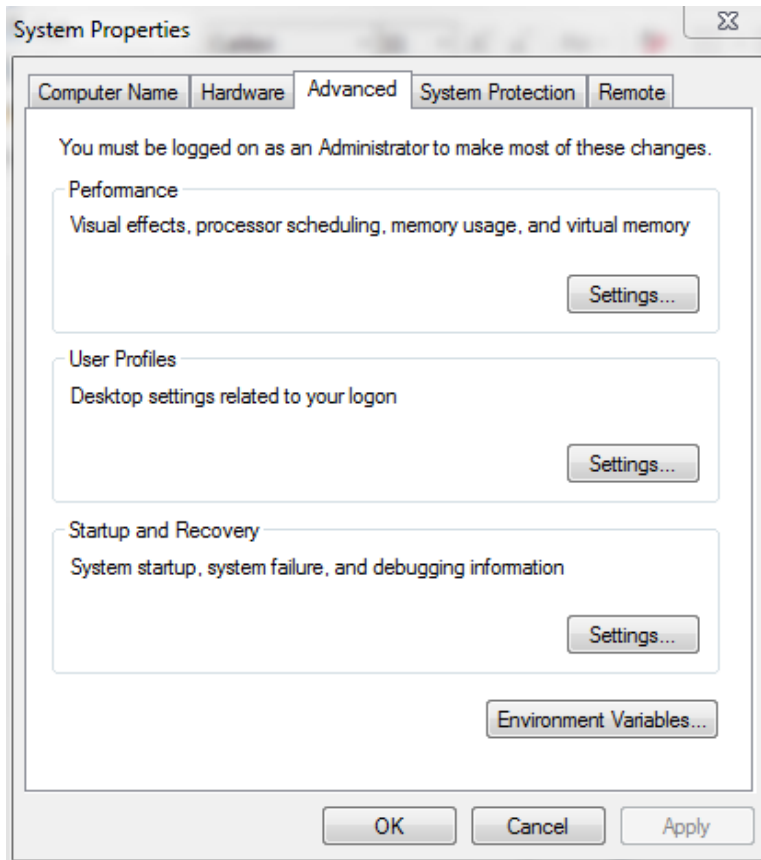 System Properties
Computer Name Hardware Advanced System Protection Remote
You must be logged on as an Administrator to make most of these changes.
Performance
Visual effects, processor scheduling, memory usage, and virtual memory
Settings...
User Profiles
Desktop settings related to your logon
Settings...
Startup and Recovery
System startup, system failure, and debugging information
Settings...
Environment Variables...
OK Cancel Apply